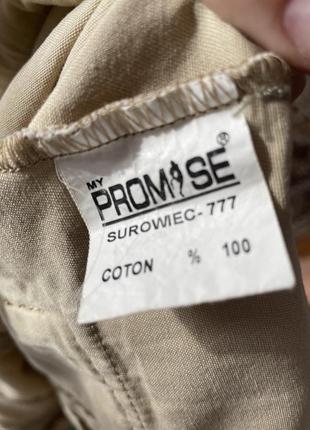 MY
PROMISE®
SUROWIEC-777
COTON % 100